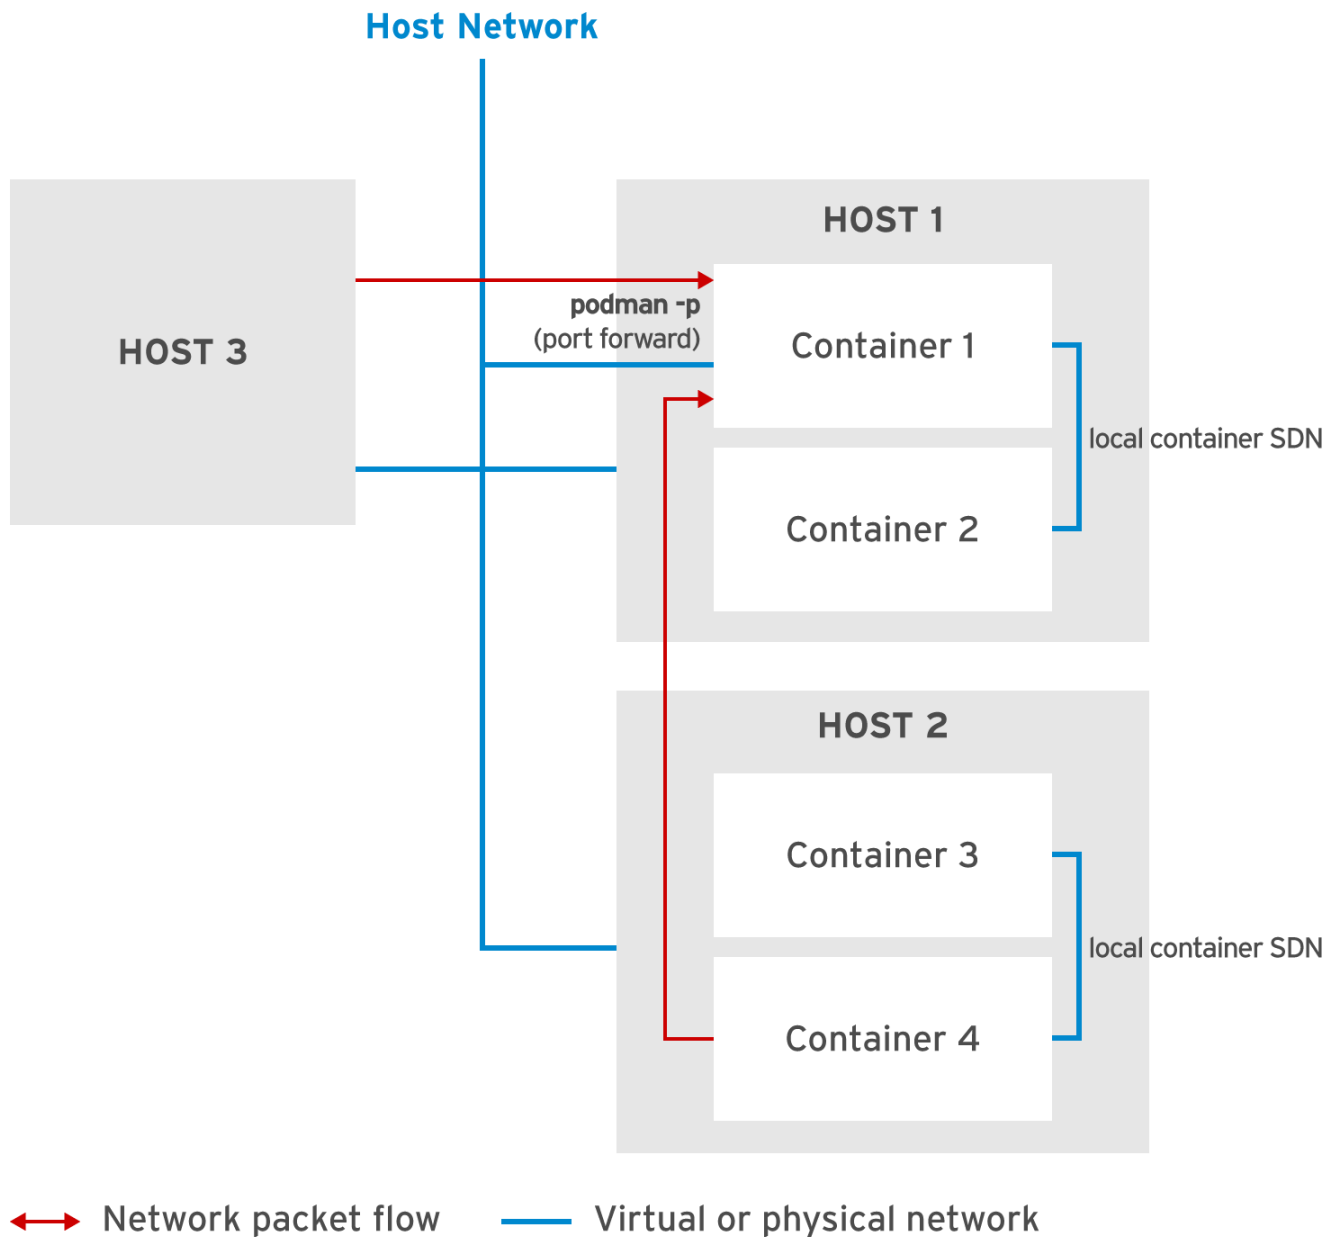 Host Network
HOST 1
HOST 3
podman -p
(port forward)
Container 1
local container SDN
Container 2
HOST 2
Container 3
local container SDN
Container 4
Network packet flow
Virtual or physical network